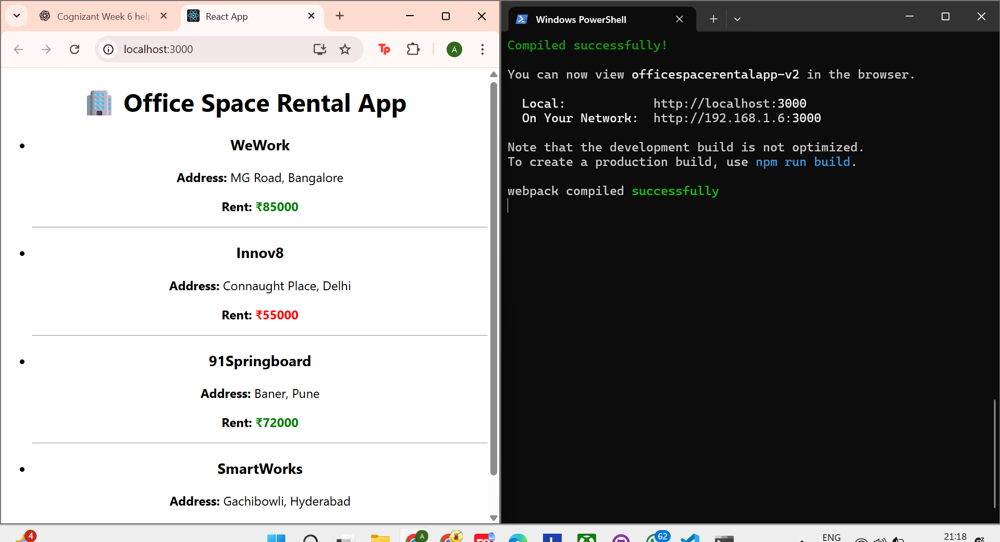 Cognizant Week 6 help
React App
localhost:3000
Tp
A
Office Space Rental App
WeWork
Address: MG Road, Bangalore
Rent: ₹85000
Innov8
Address: Connaught Place, Delhi
Rent: ₹55000
91Springboard
Address: Baner, Pune
Rent: ₹72000
SmartWorks
Address: Gachibowli, Hyderabad
Windows PowerShell
Compiled successfully!
You can now view officespacerentalapp-v2 in the browser.
Local: http://localhost:3000
On Your Network: http://192.168.1.6:3000
Note that the development build is not optimized.
To create a production build, use npm run build.
webpack compiled successfully
4
A
62
ENG
21:18